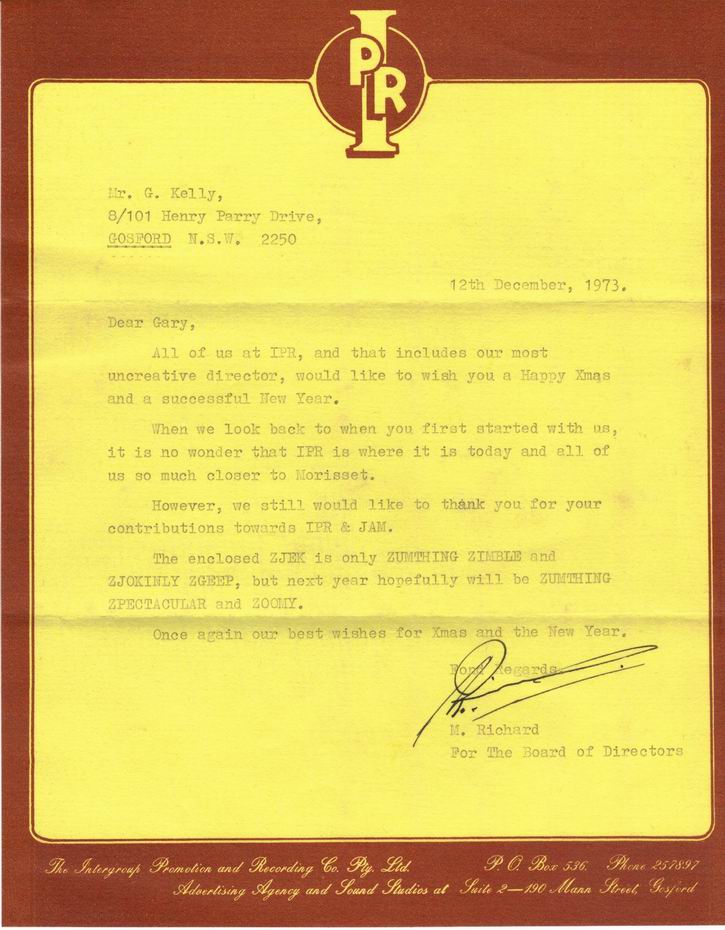 IPR
Mr. G. Kelly,
8/101 Henry Parry Drive,
GOSFORD N.S.W. 2250
12th December, 1973.
Dear Gary,
All of us at IPR, and that includes our most
uncreative director, would like to wish you a Happy Xmas
and a successful New Year.
When we look back to when you first started with us,
it is no wonder that IPR is where it is today and all of
us so much closer to Morisset.
However, we still would like to thank you for your
contributions towards IPR & JAM.
The enclosed ZJEK is only ZUMTHING ZIMBLE and
ZJOKINLY ZGEEP, but next year hopefully will be ZUMTHING
ZPECTACULAR and ZOOMY.
Once again our best wishes for Xmas and the New Year.
Fond Regards
M. Richard
For The Board of Directors
The Intergroup Promotion and Recording Co. Pty. Ltd. P. O. Box 536. Phone 257897
Advertising Agency and Sound Studios at Suite 2—190 Mann Street, Gosford